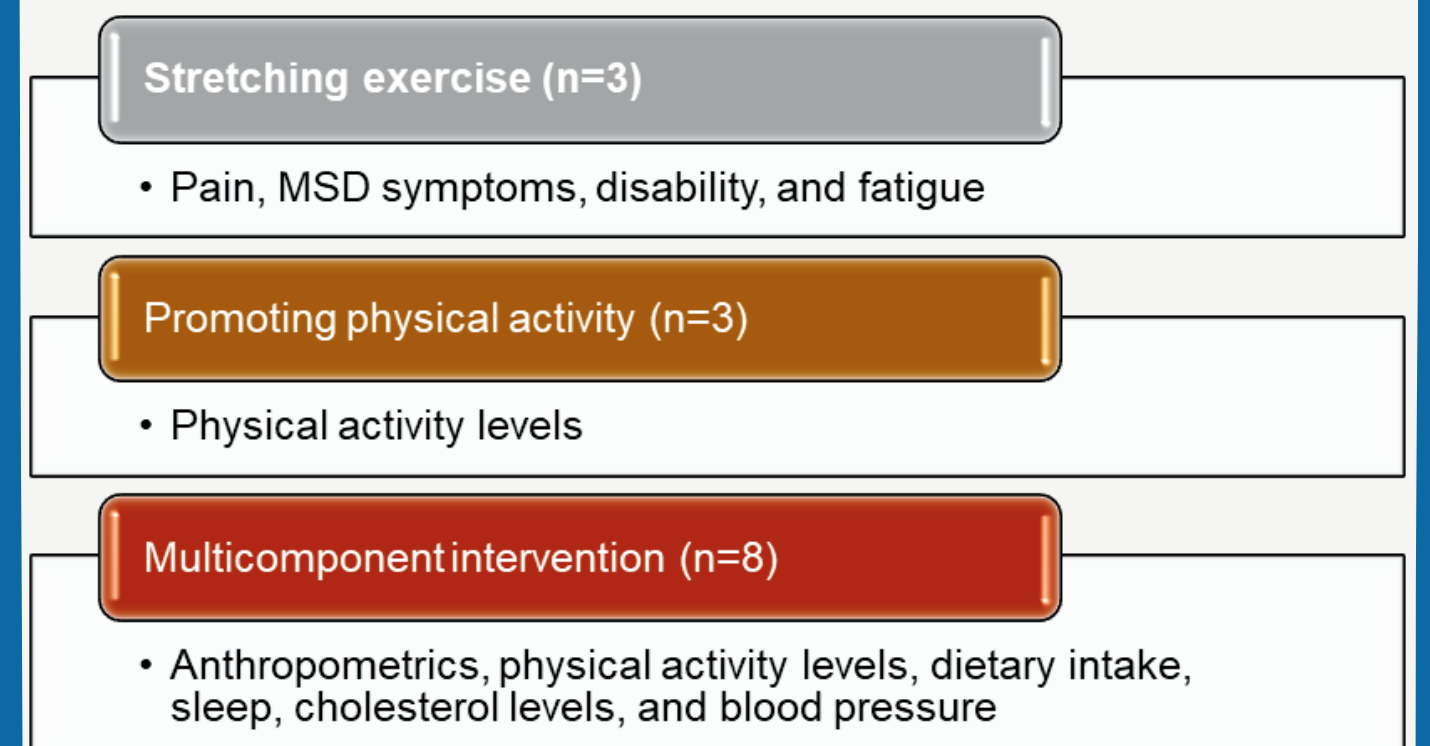 Stretching exercise (n=3)
• Pain, MSD symptoms, disability, and fatigue
Promoting physical activity (n=3)
• Physical activity levels
Multicomponent intervention (n=8)
• Anthropometrics, physical activity levels, dietary intake,
sleep, cholesterol levels, and blood pressure